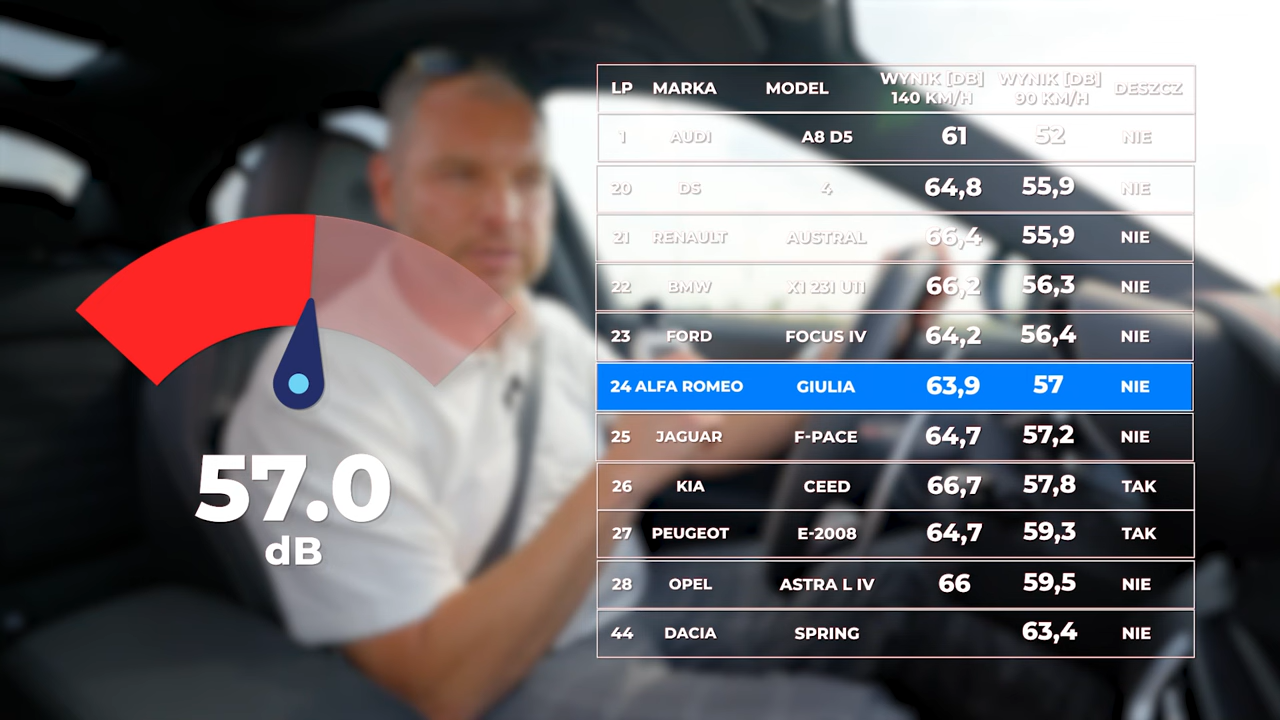 LP MARKA MODEL WYNIK [DB] 140 KM/H WYNIK [DB] 90 KM/H DESZCZ
1 AUDI A8 D5 61 52 NIE
20 DS 4 64,8 55,9 NIE
21 RENAULT AUSTRAL 66,4 55,9 NIE
22 BMW X1 23I U11 66,2 56,3 NIE
23 FORD FOCUS IV 64,2 56,4 NIE
24 ALFA ROMEO GIULIA 63,9 57 NIE
25 JAGUAR F-PACE 64,7 57,2 NIE
26 KIA CEED 66,7 57,8 TAK
27 PEUGEOT E-2008 64,7 59,3 TAK
28 OPEL ASTRA L IV 66 59,5 NIE
44 DACIA SPRING 63,4 NIE
57.0
dB